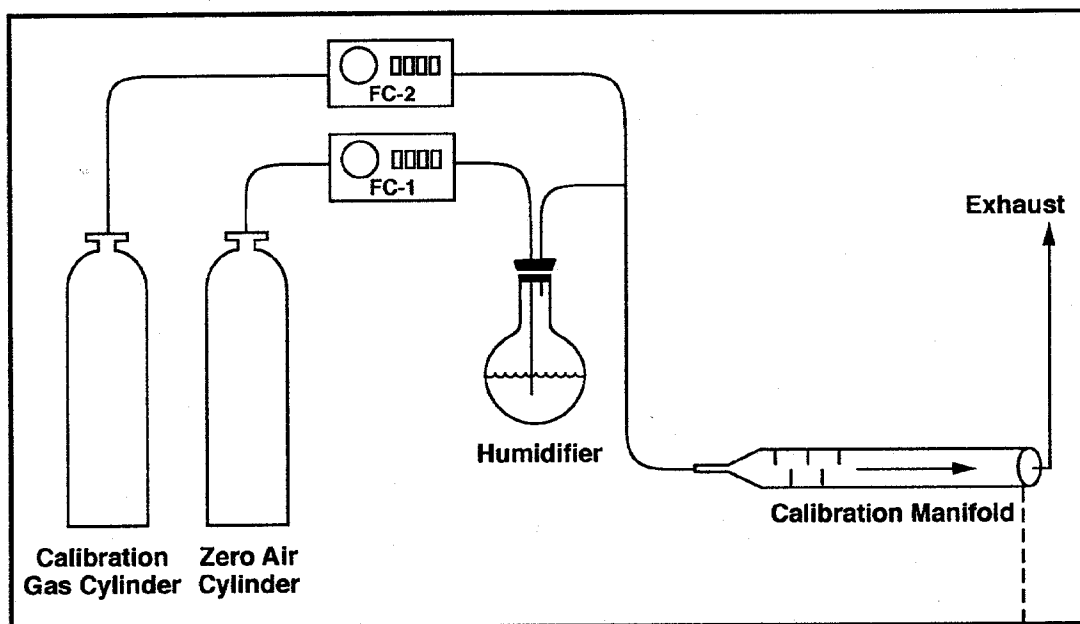 FC-2
FC-1
Exhaust
Humidifier
Calibration Manifold
Calibration
Gas Cylinder
Zero Air
Cylinder